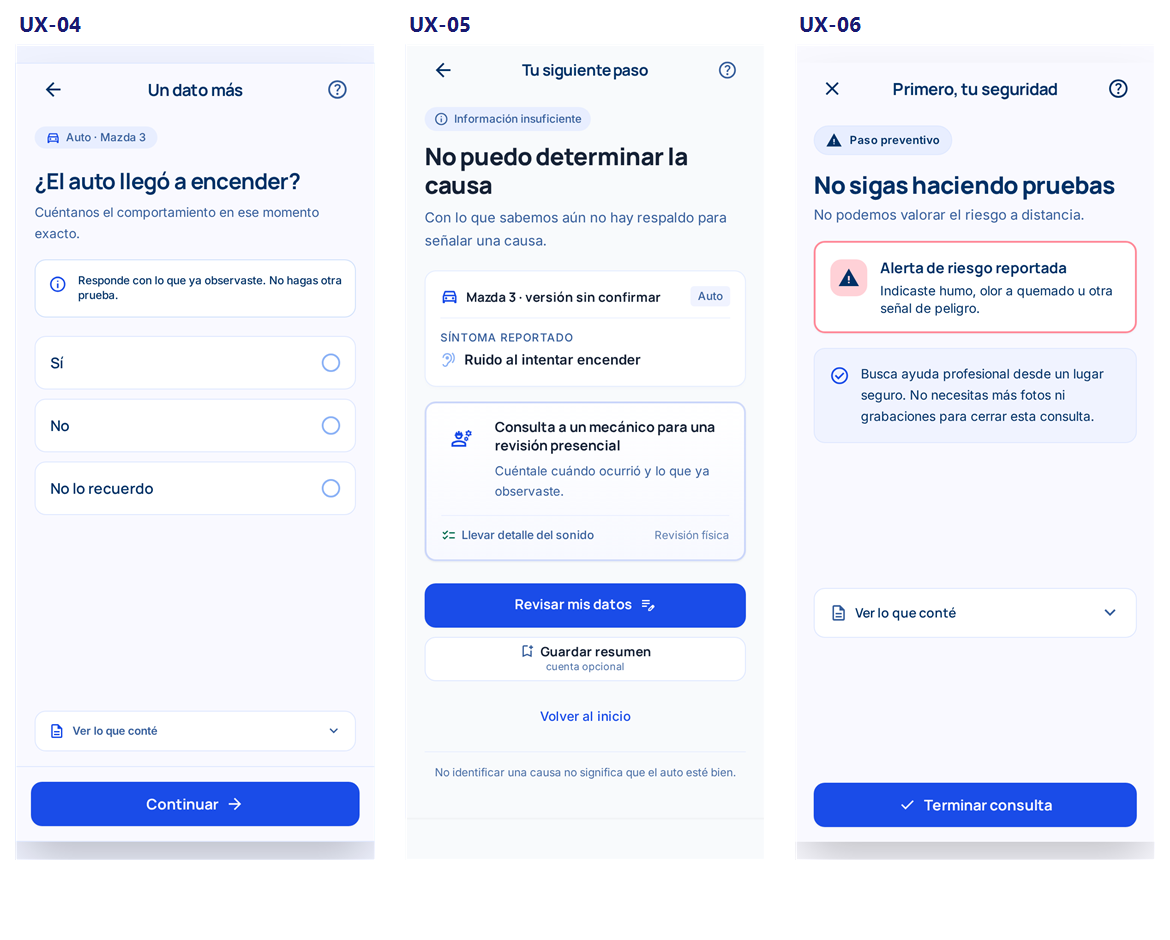 UX-04
Un dato más
Auto · Mazda 3
¿El auto llegó a encender?
Cuéntanos el comportamiento en ese momento
exacto.
Responde con lo que ya observaste. No hagas otra
prueba.
Sí
No
No lo recuerdo
Ver lo que conté
Continuar
UX-05
Tu siguiente paso
Información insuficiente
No puedo determinar la
causa
Con lo que sabemos aún no hay respaldo para
señalar una causa.
Mazda 3 · versión sin confirmar
Auto
SÍNTOMA REPORTADO
Ruido al intentar encender
Consulta a un mecánico para una
revisión presencial
Cuéntale cuándo ocurrió y lo que ya
observaste.
Llevar detalle del sonido
Revisión física
Revisar mis datos
Guardar resumen
cuenta opcional
Volver al inicio
No identificar una causa no significa que el auto esté bien.
UX-06
Primero, tu seguridad
Paso preventivo
No sigas haciendo pruebas
No podemos valorar el riesgo a distancia.
Alerta de riesgo reportada
Indicaste humo, olor a quemado u otra
señal de peligro.
Busca ayuda profesional desde un lugar
seguro. No necesitas más fotos ni
grabaciones para cerrar esta consulta.
Ver lo que conté
Terminar consulta